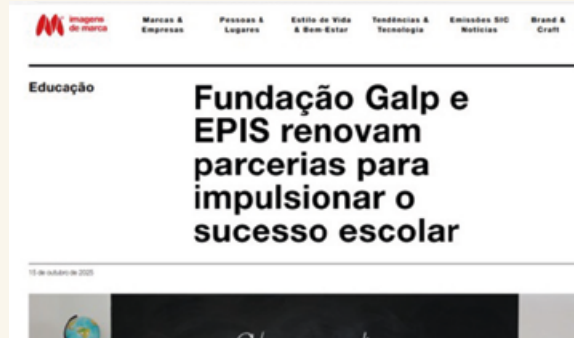 imagens
de marca
Marcas &
Empresas
Pessoas &
Lugares
Estilo de Vida
& Bem-Estar
Tendências &
Tecnologia
Emissões SIC
Notícias
Brand &
Craft
Educação
Fundação Galp e
EPIS renovam
parcerias para
impulsionar o
sucesso escolar
15 de outubro de 2025